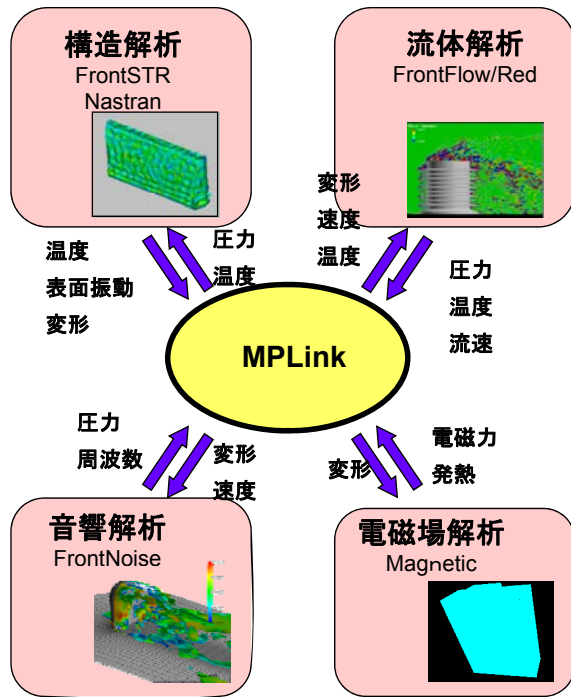 構造解析
FrontSTR
Nastran
流体解析
FrontFlow/Red
温度
表面振動
変形
圧力
温度
変形
速度
温度
圧力
温度
流速
MPLink
圧力
周波数
変形
速度
変形
電磁力
発熱
音響解析
FrontNoise
電磁場解析
Magnetic